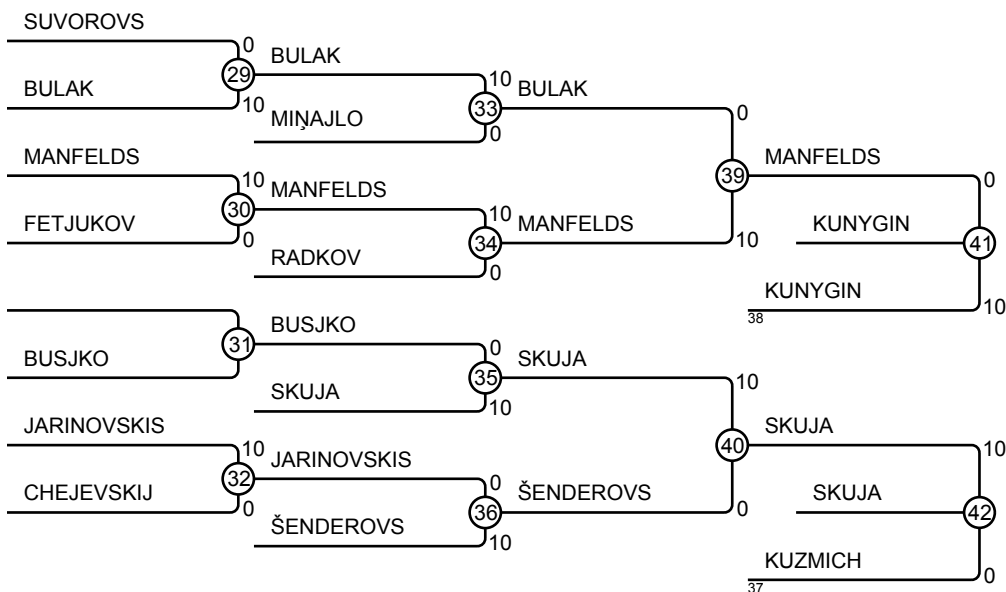 SUVOROVS
0
BULAK
10
29
BULAK
10
MIŅAJLO
0
33
BULAK
0
MANFELDS
10
FETJUKOV
0
30
MANFELDS
10
RADKOV
0
34
MANFELDS
10
39
MANFELDS
0
KUNYGIN
41
KUNYGIN
10
38
BUSJKO
31
BUSJKO
0
SKUJA
10
35
SKUJA
10
JARINOVSKIS
10
CHEJEVSKIJ
0
32
JARINOVSKIS
0
ŠENDEROVS
10
36
ŠENDEROVS
0
40
SKUJA
10
SKUJA
42
KUZMICH
0
37